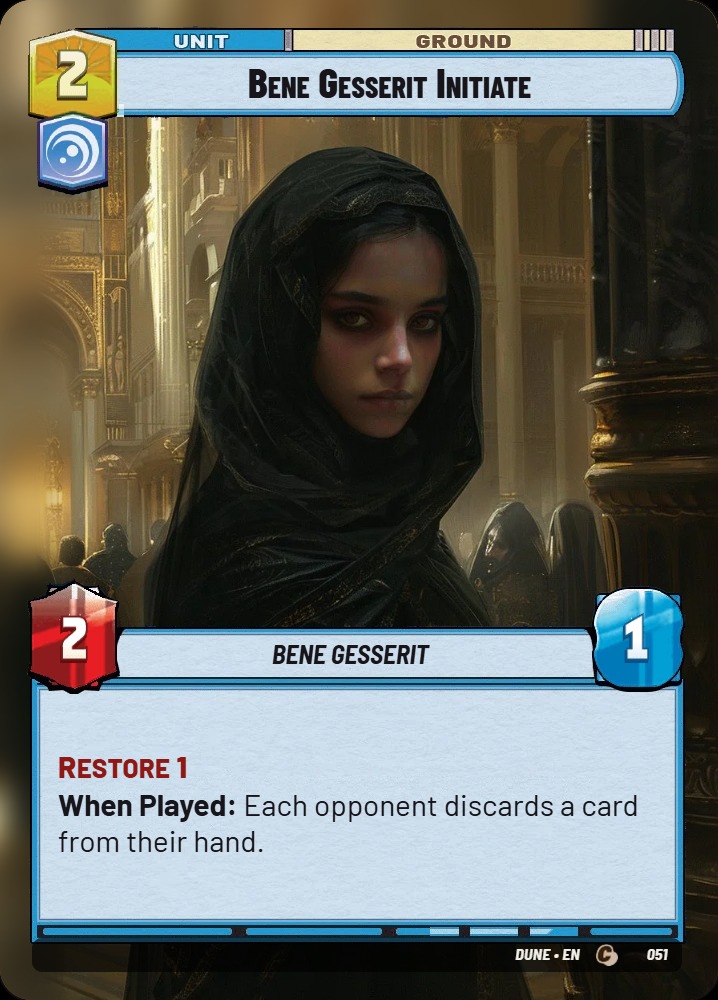 UNIT GROUND
2 BENE GESSERIT INITIATE
2 BENE GESSERIT 1
RESTORE 1
When Played: Each opponent discards a card
from their hand.
DUNE • EN C 051